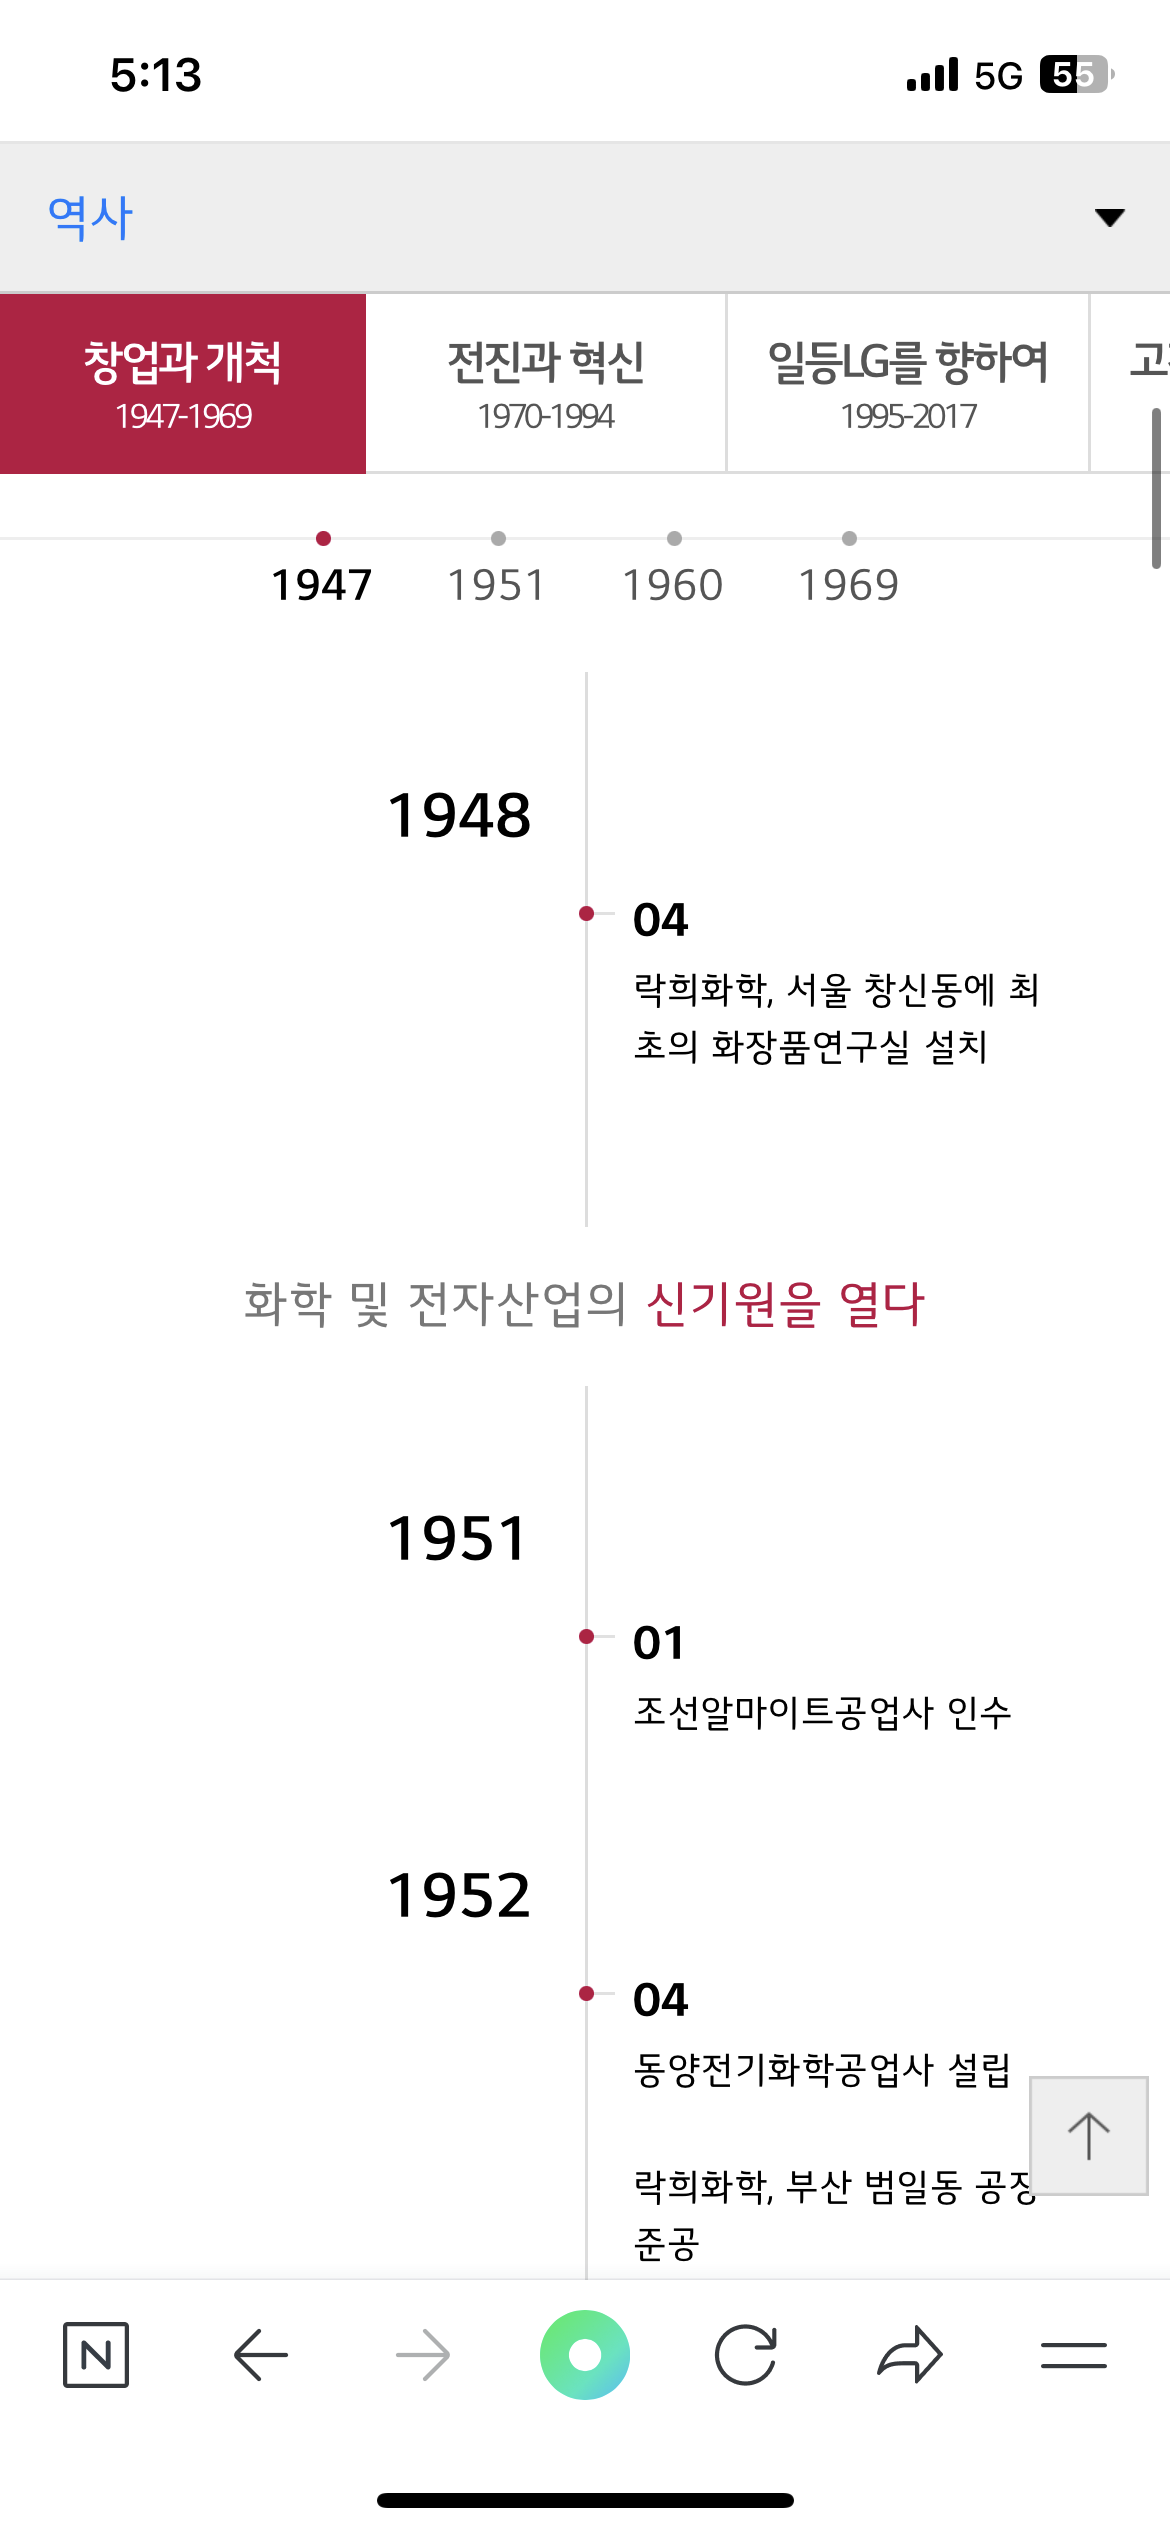 5:13
5G 55
역사
창업과 개척
1947-1969
전진과 혁신
1970-1994
일등LG를 향하여
1995-2017
1947
1951
1960
1969
1948
04
락희화학, 서울 창신동에 최
초의 화장품연구실 설치
화학 및 전자산업의 신기원을 열다
1951
01
조선알마이트공업사 인수
1952
04
동양전기화학공업사 설립
락희화학, 부산 범일동 공장
준공
N